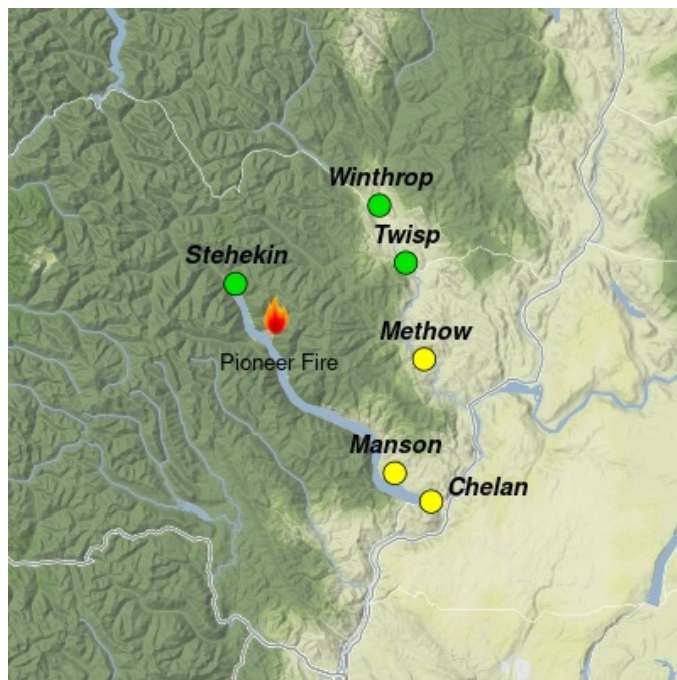 Winthrop
Twisp
Stehekin
Methow
Pioneer Fire
Manson
Chelan